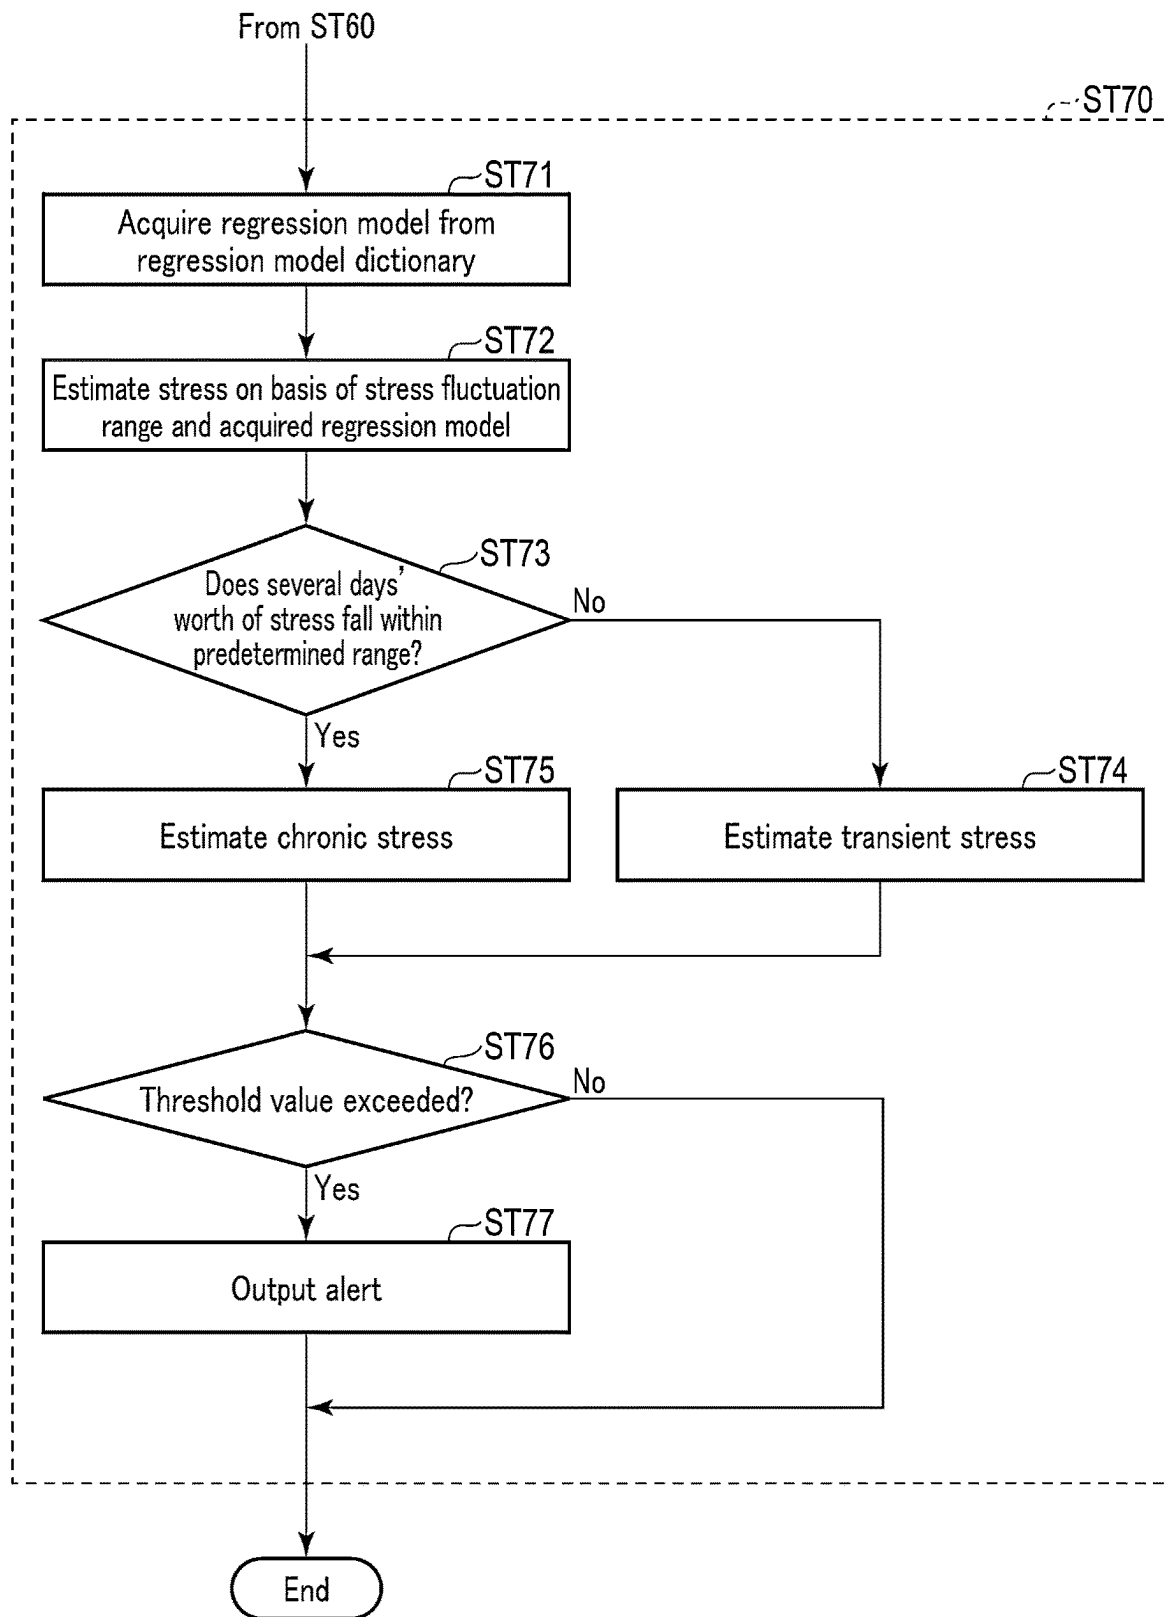 From ST60
ST70
ST71
Acquire regression model from
regression model dictionary
ST72
Estimate stress on basis of stress fluctuation
range and acquired regression model
ST73
Does several days'
worth of stress fall within
predetermined range?
No
Yes
ST75
Estimate chronic stress
ST74
Estimate transient stress
ST76
Threshold value exceeded?
No
Yes
ST77
Output alert
End